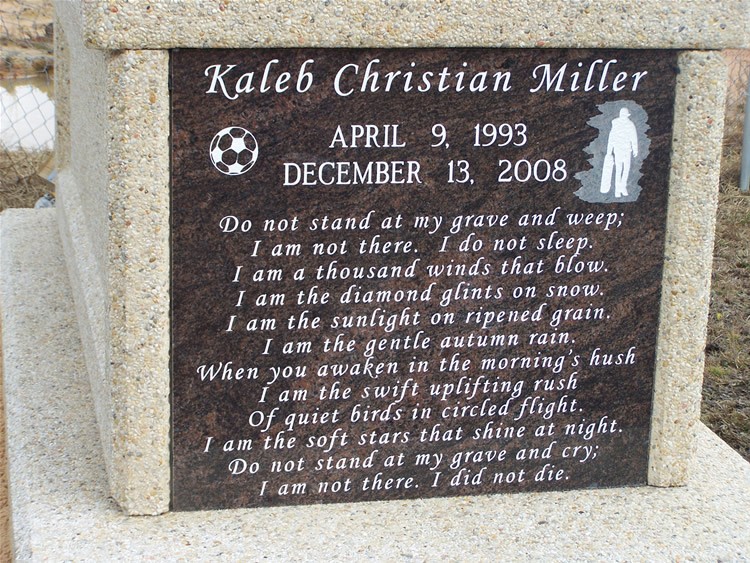 Kaleb Christian Miller
APRIL 9, 1993
DECEMBER 13, 2008
Do not stand at my grave and weep;
I am not there. I do not sleep.
I am a thousand winds that blow.
I am the diamond glints on snow.
I am the sunlight on ripened grain.
I am the gentle autumn rain.
When you awaken in the morning's hush
I am the swift uplifting rush
Of quiet birds in circled flight.
I am the soft stars that shine at night.
Do not stand at my grave and cry;
I am not there. I did not die.